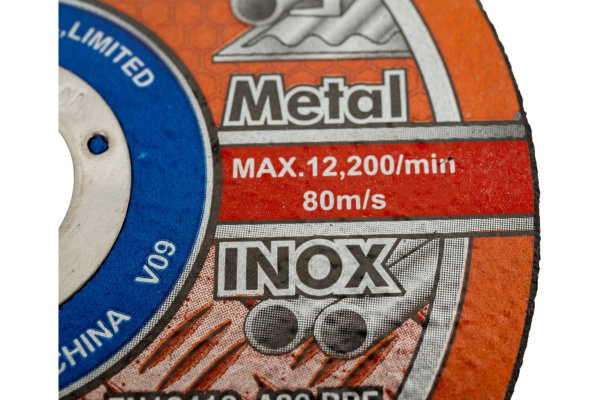 ,LIMITED
Metal
MAX.12,200/min
80m/s
INOX
V09
CHINA